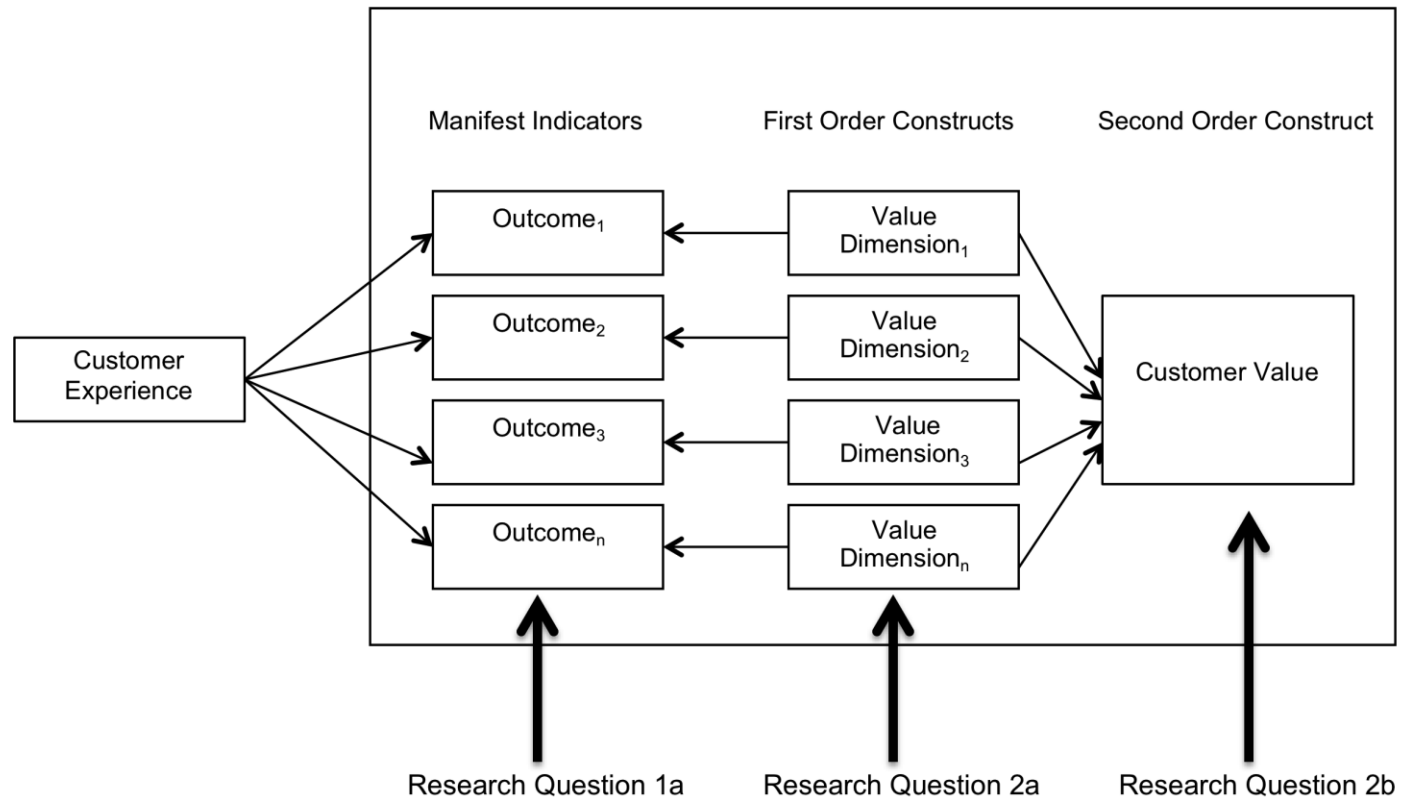 Manifest Indicators
First Order Constructs
Second Order Construct
Customer
Experience
Outcome₁
Value
Dimension₁
Outcome₂
Value
Dimension₂
Outcome₃
Value
Dimension₃
Outcomeₙ
Value
Dimensionₙ
Customer Value
Research Question 1a
Research Question 2a
Research Question 2b